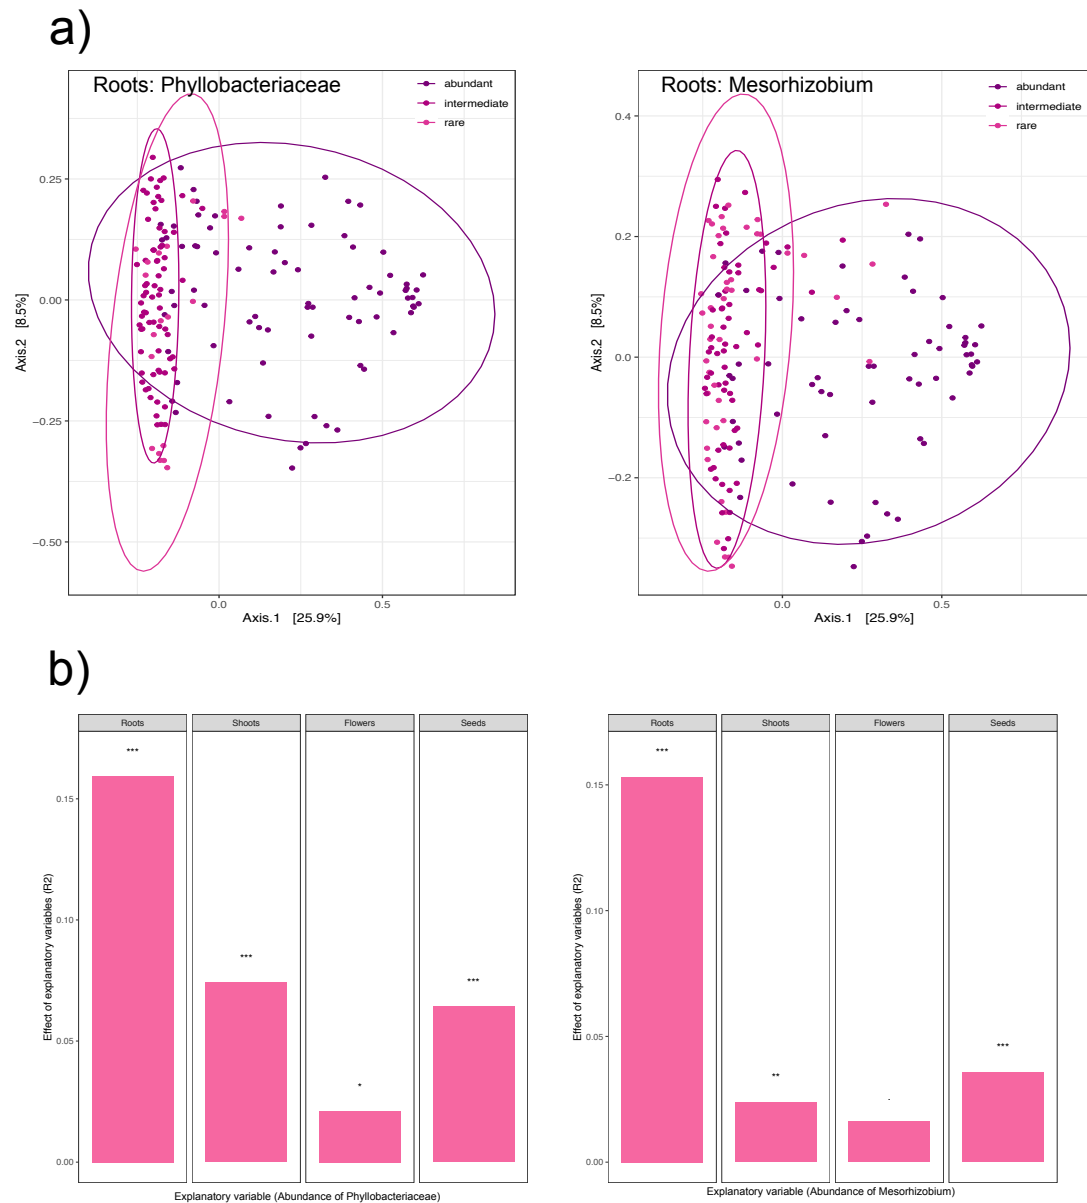 a)
Roots: Phyllobacteriaceae
abundant
intermediate
rare
0.25
0.00
−0.25
−0.50
0.0
0.5
Axis.2 [8.5%]
Axis.1 [25.9%]
Roots: Mesorhizobium
abundant
intermediate
rare
0.4
0.2
0.0
−0.2
0.0
0.5
Axis.2 [8.5%]
Axis.1 [25.9%]
b)
Roots
Shoots
Flowers
Seeds
***
***
*
***
0.15
0.10
0.05
0.00
Effect of explanatory variables (R2)
Explanatory variable (Abundance of Phyllobacteriaceae)
Roots
Shoots
Flowers
Seeds
***
**
.
***
0.15
0.10
0.05
0.00
Effect of explanatory variables (R2)
Explanatory variable (Abundance of Mesorhizobium)